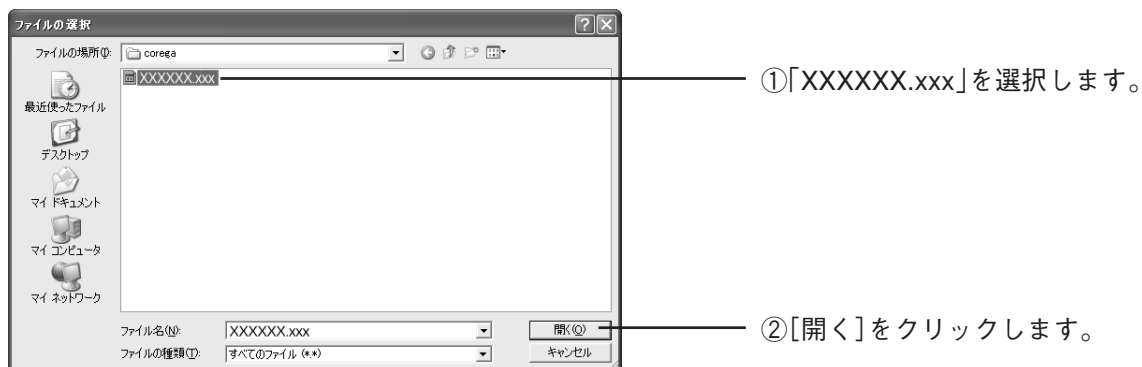 ファイルの選択
ファイルの場所(I):
corega
XXXXXX.xxx
①「XXXXXX.xxx」を選択します。
最近使ったファイル
デスクトップ
マイ ドキュメント
マイ コンピュータ
マイ ネットワーク
ファイル名(N):
XXXXXX.xxx
開く(O)
②[開く]をクリックします。
ファイルの種類(T):
すべてのファイル (*.*)
キャンセル